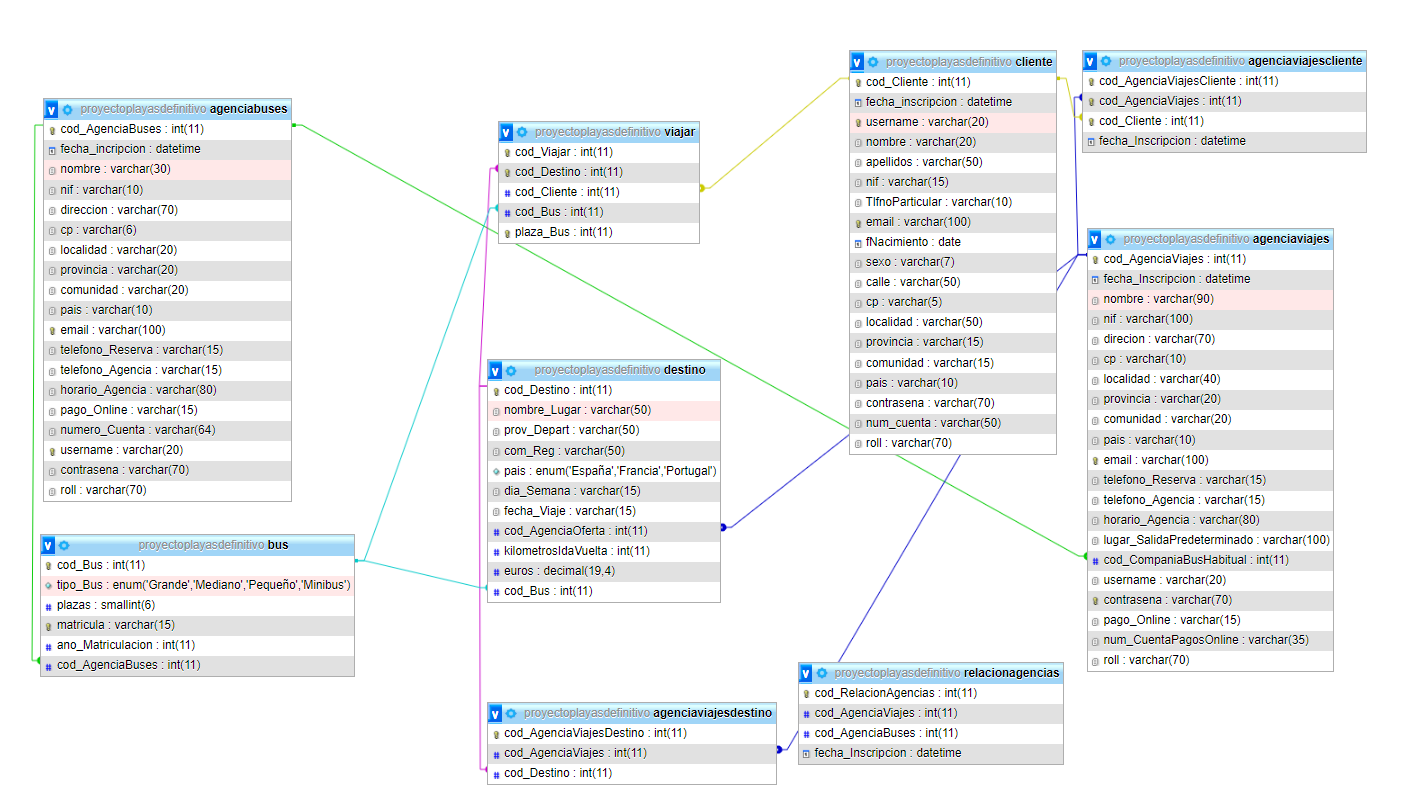 proyectoplayasdefinitivo agenciabuses
cod_AgenciaBuses : int(11)
fecha_incripcion : datetime
nombre : varchar(30)
nif : varchar(10)
direccion : varchar(70)
cp : varchar(6)
localidad : varchar(20)
provincia : varchar(20)
comunidad : varchar(20)
pais : varchar(10)
email : varchar(100)
telefono_Reserva : varchar(15)
telefono_Agencia : varchar(15)
horario_Agencia : varchar(80)
pago_Online : varchar(15)
numero_Cuenta : varchar(64)
username : varchar(20)
contrasena : varchar(70)
roll : varchar(70)
proyectoplayasdefinitivo bus
cod_Bus : int(11)
tipo_Bus : enum('Grande','Mediano','Pequeño','Minibus')
plazas : smallint(6)
matricula : varchar(15)
ano_Matriculacion : int(11)
cod_AgenciaBuses : int(11)
proyectoplayasdefinitivo viajar
cod_Viajar : int(11)
cod_Destino : int(11)
cod_Cliente : int(11)
cod_Bus : int(11)
plaza_Bus : int(11)
proyectoplayasdefinitivo destino
cod_Destino : int(11)
nombre_Lugar : varchar(50)
prov_Depart : varchar(50)
com_Reg : varchar(50)
pais : enum('España','Francia','Portugal')
dia_Semana : varchar(15)
fecha_Viaje : varchar(15)
cod_AgenciaOferta : int(11)
kilometrosIdaVuelta : int(11)
euros : decimal(19,4)
cod_Bus : int(11)
proyectoplayasdefinitivo agenciaviajesdestino
cod_AgenciaViajesDestino : int(11)
cod_AgenciaViajes : int(11)
cod_Destino : int(11)
proyectoplayasdefinitivo cliente
cod_Cliente : int(11)
fecha_inscripcion : datetime
username : varchar(20)
nombre : varchar(20)
apellidos : varchar(50)
nif : varchar(15)
TlfnoParticular : varchar(10)
email : varchar(100)
fNacimiento : date
sexo : varchar(7)
calle : varchar(50)
cp : varchar(5)
localidad : varchar(50)
provincia : varchar(15)
comunidad : varchar(15)
pais : varchar(10)
contrasena : varchar(70)
num_cuenta : varchar(50)
roll : varchar(70)
proyectoplayasdefinitivo relacionagencias
cod_RelacionAgencias : int(11)
cod_AgenciaViajes : int(11)
cod_AgenciaBuses : int(11)
fecha_Inscripcion : datetime
proyectoplayasdefinitivo agenciaviajescliente
cod_AgenciaViajesCliente : int(11)
cod_AgenciaViajes : int(11)
cod_Cliente : int(11)
fecha_Inscripcion : datetime
proyectoplayasdefinitivo agenciaviajes
cod_AgenciaViajes : int(11)
fecha_Inscripcion : datetime
nombre : varchar(90)
nif : varchar(100)
direcion : varchar(70)
cp : varchar(10)
localidad : varchar(40)
provincia : varchar(20)
comunidad : varchar(20)
pais : varchar(10)
email : varchar(100)
telefono_Reserva : varchar(15)
telefono_Agencia : varchar(15)
horario_Agencia : varchar(80)
lugar_SalidaPredeterminado : varchar(100)
cod_CompaniaBusHabitual : int(11)
username : varchar(20)
contrasena : varchar(70)
pago_Online : varchar(15)
num_CuentaPagosOnline : varchar(35)
roll : varchar(70)